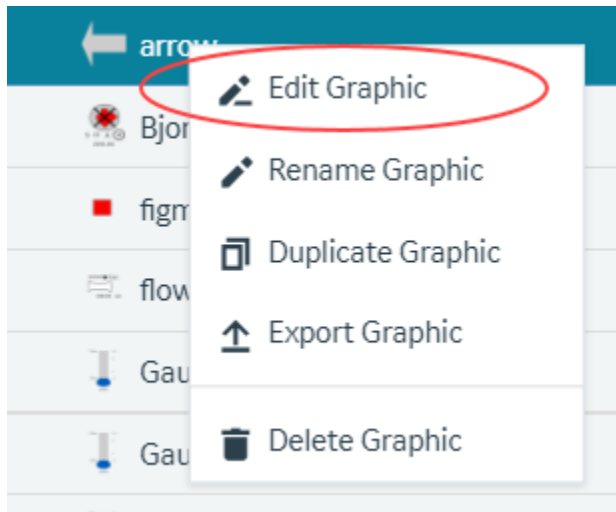 arrow
Edit Graphic
Bjor
Rename Graphic
figm
Duplicate Graphic
flow
Export Graphic
Gau
Delete Graphic
Gau